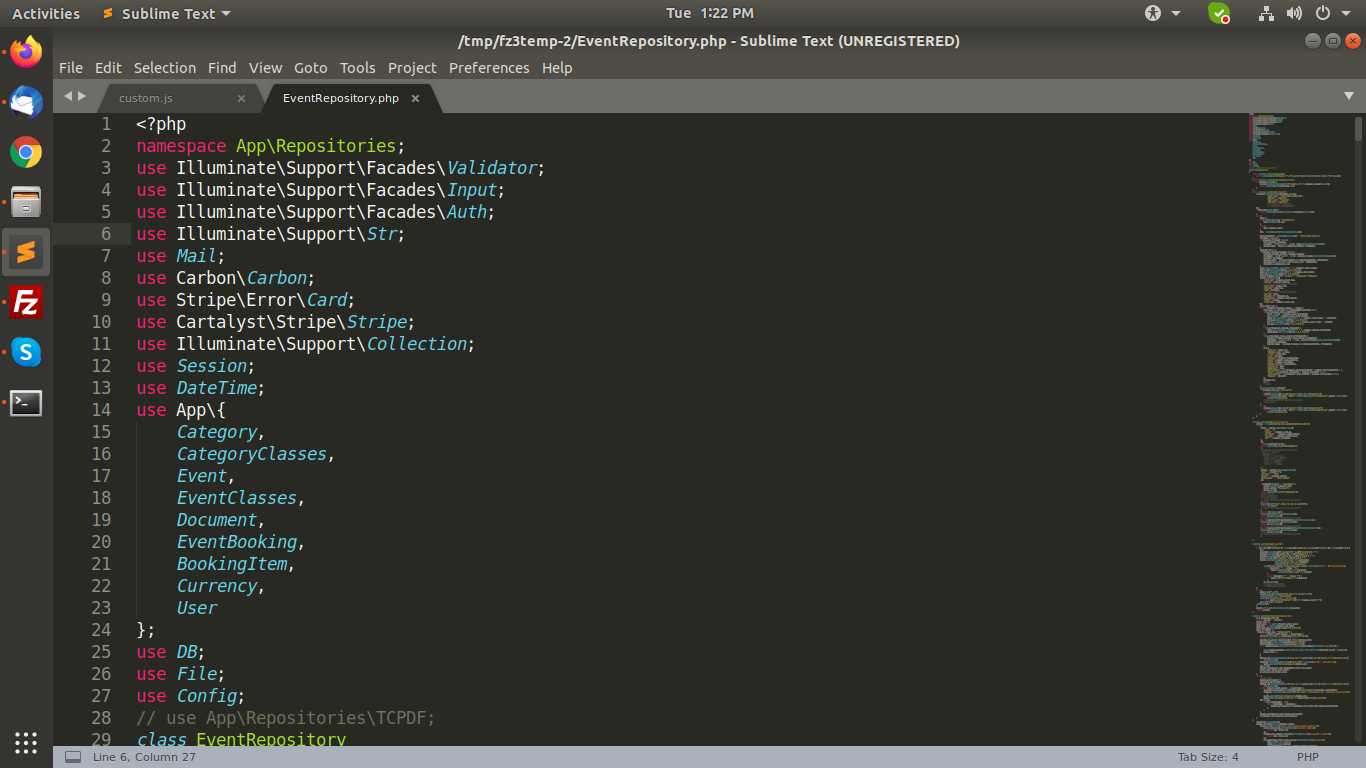 Activities Sublime Text Tue 1:22 PM
/tmp/fz3temp-2/EventRepository.php - Sublime Text (UNREGISTERED)
File Edit Selection Find View Goto Tools Project Preferences Help
custom.js × EventRepository.php ×
1 <?php
2 namespace App\Repositories;
3 use Illuminate\Support\Facades\Validator;
4 use Illuminate\Support\Facades\Input;
5 use Illuminate\Support\Facades\Auth;
6 use Illuminate\Support\Str;
7 use Mail;
8 use Carbon\Carbon;
9 use Stripe\Error\Card;
10 use Cartalyst\Stripe\Stripe;
11 use Illuminate\Support\Collection;
12 use Session;
13 use DateTime;
14 use App\{
15 Category,
16 CategoryClasses,
17 Event,
18 EventClasses,
19 Document,
20 EventBooking,
21 BookingItem,
22 Currency,
23 User
24 };
25 use DB;
26 use File;
27 use Config;
28 // use App\Repositories\TCPDF;
29 class EventRepository
Line 6, Column 27 Tab Size: 4 PHP